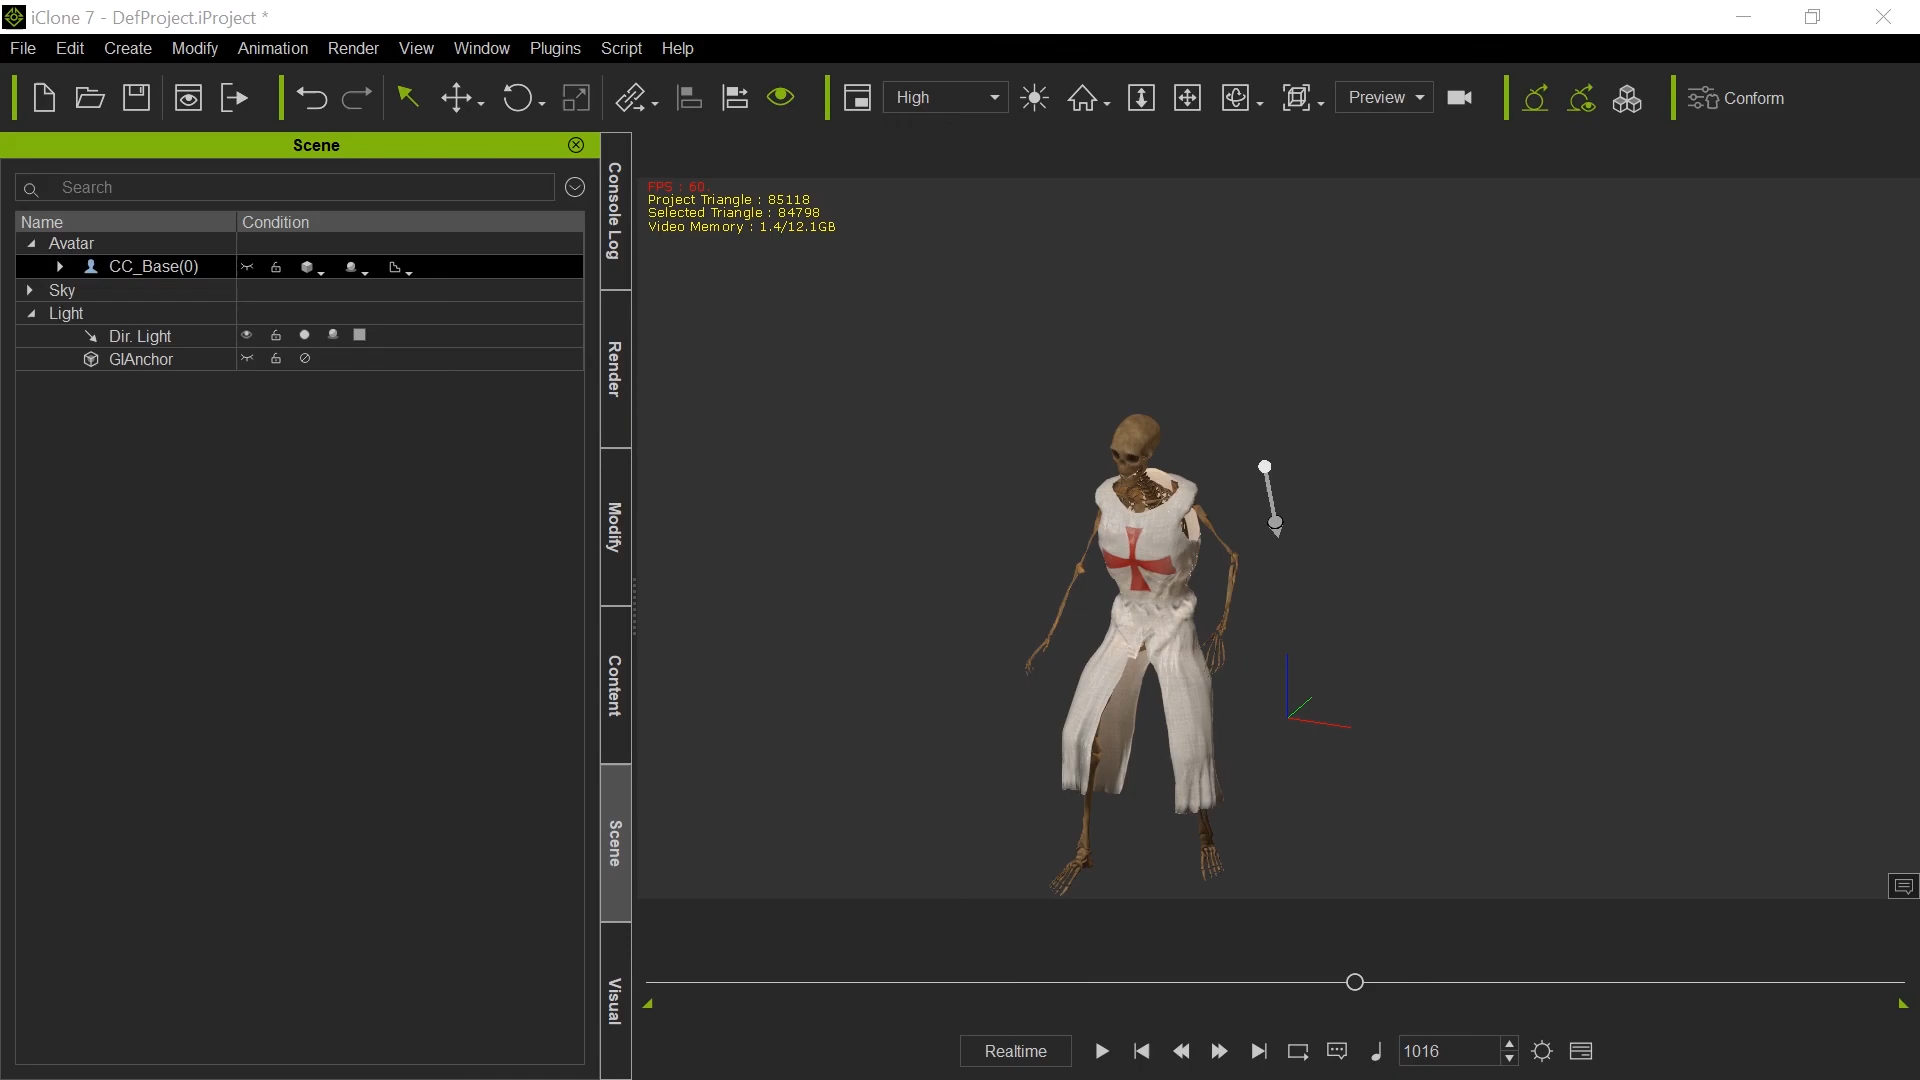 iClone 7 - DefProject.iProject *
File Edit Create Modify Animation Render View Window Plugins Script Help
High
Preview
Conform
Scene
Search
Name Condition
Avatar
CC_Base(0)
Sky
Light
Dir. Light
GIAnchor
Console Log
Render
Modify
Content
Scene
Visual
FPS : 60.
Project Triangle : 85118
Selected Triangle : 84798
Video Memory : 1.4/12.1GB
Realtime
1016